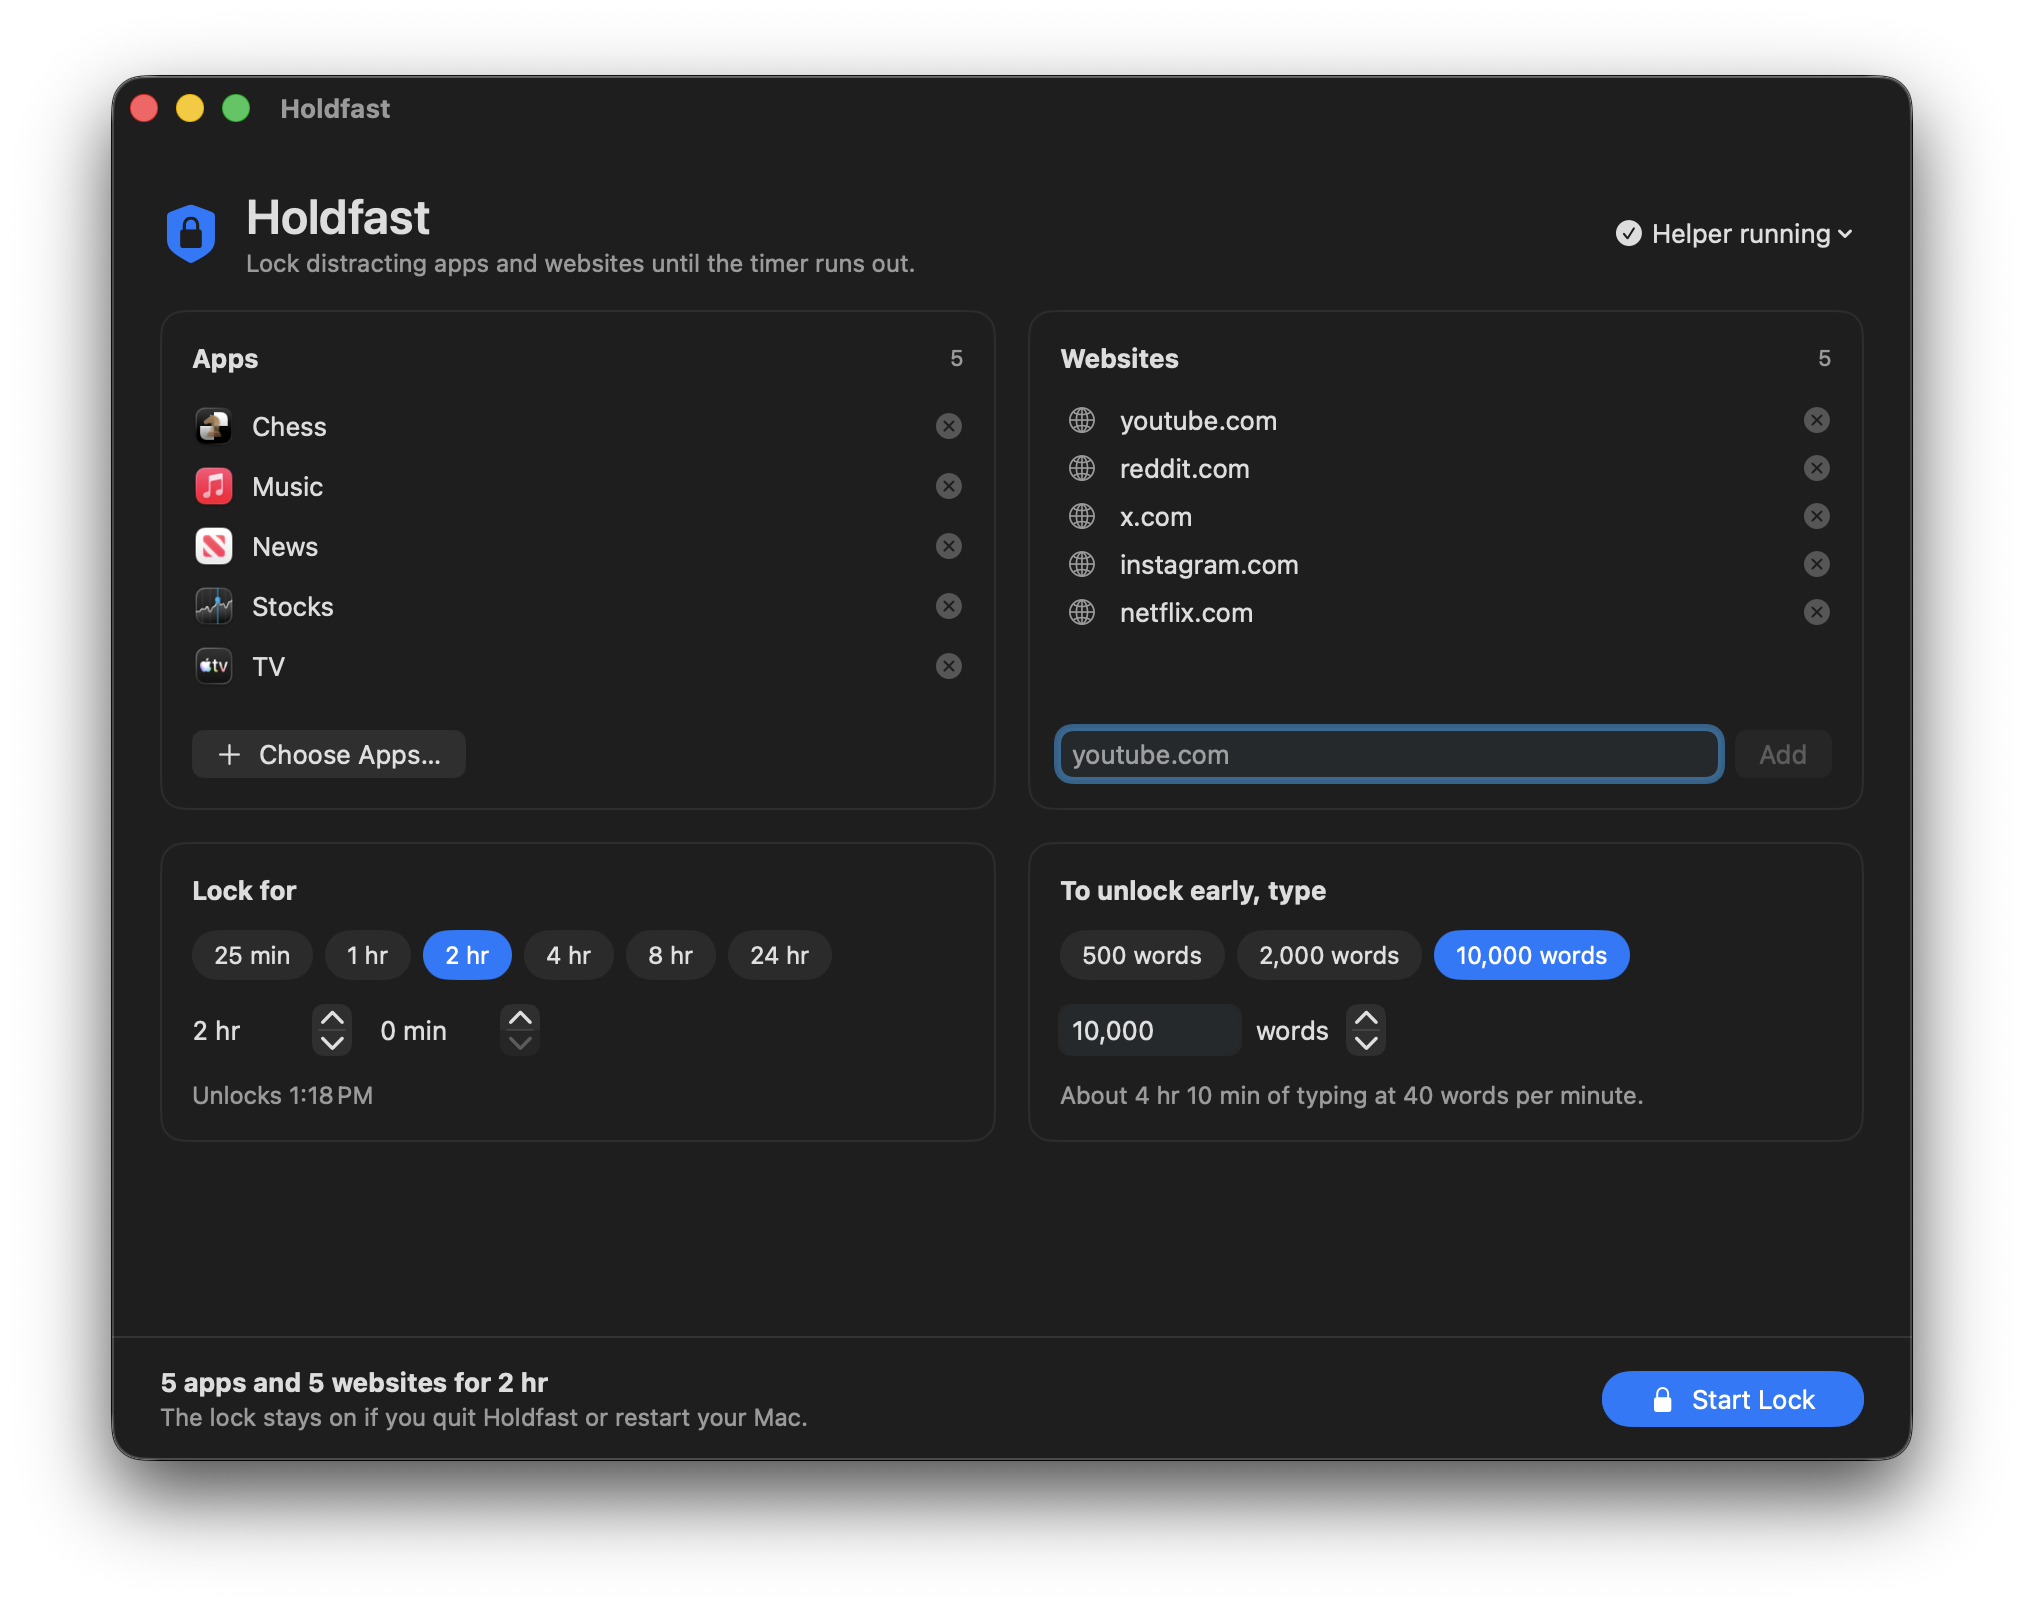 Holdfast
Holdfast
Lock distracting apps and websites until the timer runs out.
Helper running
Apps 5
Chess
Music
News
Stocks
tv TV
Choose Apps...
Websites 5
youtube.com
reddit.com
x.com
instagram.com
netflix.com
youtube.com Add
Lock for
25 min 1 hr 2 hr 4 hr 8 hr 24 hr
2 hr 0 min
Unlocks 1:18 PM
To unlock early, type
500 words 2,000 words 10,000 words
10,000 words
About 4 hr 10 min of typing at 40 words per minute.
5 apps and 5 websites for 2 hr
The lock stays on if you quit Holdfast or restart your Mac.
Start Lock